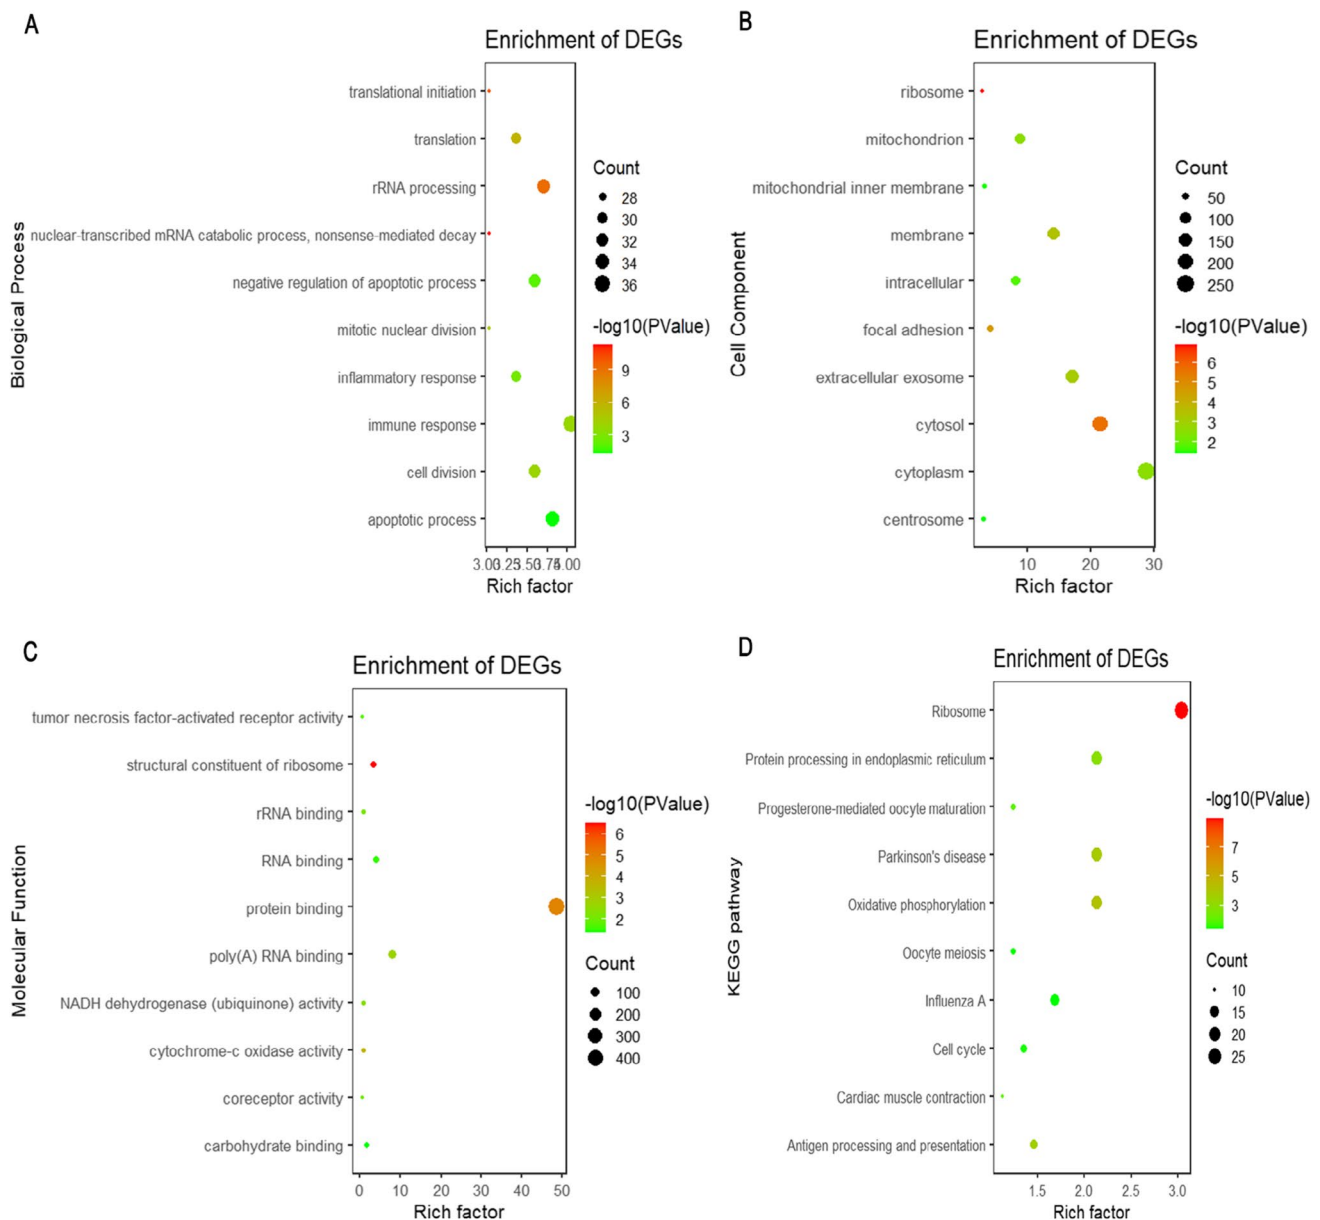 A
Enrichment of DEGs
Biological Process
translational initiation
translation
rRNA processing
nuclear-transcribed mRNA catabolic process, nonsense-mediated decay
negative regulation of apoptotic process
mitotic nuclear division
inflammatory response
immune response
cell division
apoptotic process
3.00 3.25 3.50 3.75 4.00
Rich factor
Count
28
30
32
34
36
-log10(PValue)
9
6
3
B
Enrichment of DEGs
Cell Component
ribosome
mitochondrion
mitochondrial inner membrane
membrane
intracellular
focal adhesion
extracellular exosome
cytosol
cytoplasm
centrosome
10 20 30
Rich factor
Count
50
100
150
200
250
-log10(PValue)
6
5
4
3
2
C
Enrichment of DEGs
Molecular Function
tumor necrosis factor-activated receptor activity
structural constituent of ribosome
rRNA binding
RNA binding
protein binding
poly(A) RNA binding
NADH dehydrogenase (ubiquinone) activity
cytochrome-c oxidase activity
coreceptor activity
carbohydrate binding
0 10 20 30 40 50
Rich factor
-log10(PValue)
6
5
4
3
2
Count
100
200
300
400
D
Enrichment of DEGs
KEGG pathway
Ribosome
Protein processing in endoplasmic reticulum
Progesterone-mediated oocyte maturation
Parkinson's disease
Oxidative phosphorylation
Oocyte meiosis
Influenza A
Cell cycle
Cardiac muscle contraction
Antigen processing and presentation
1.5 2.0 2.5 3.0
Rich factor
-log10(PValue)
7
5
3
Count
10
15
20
25